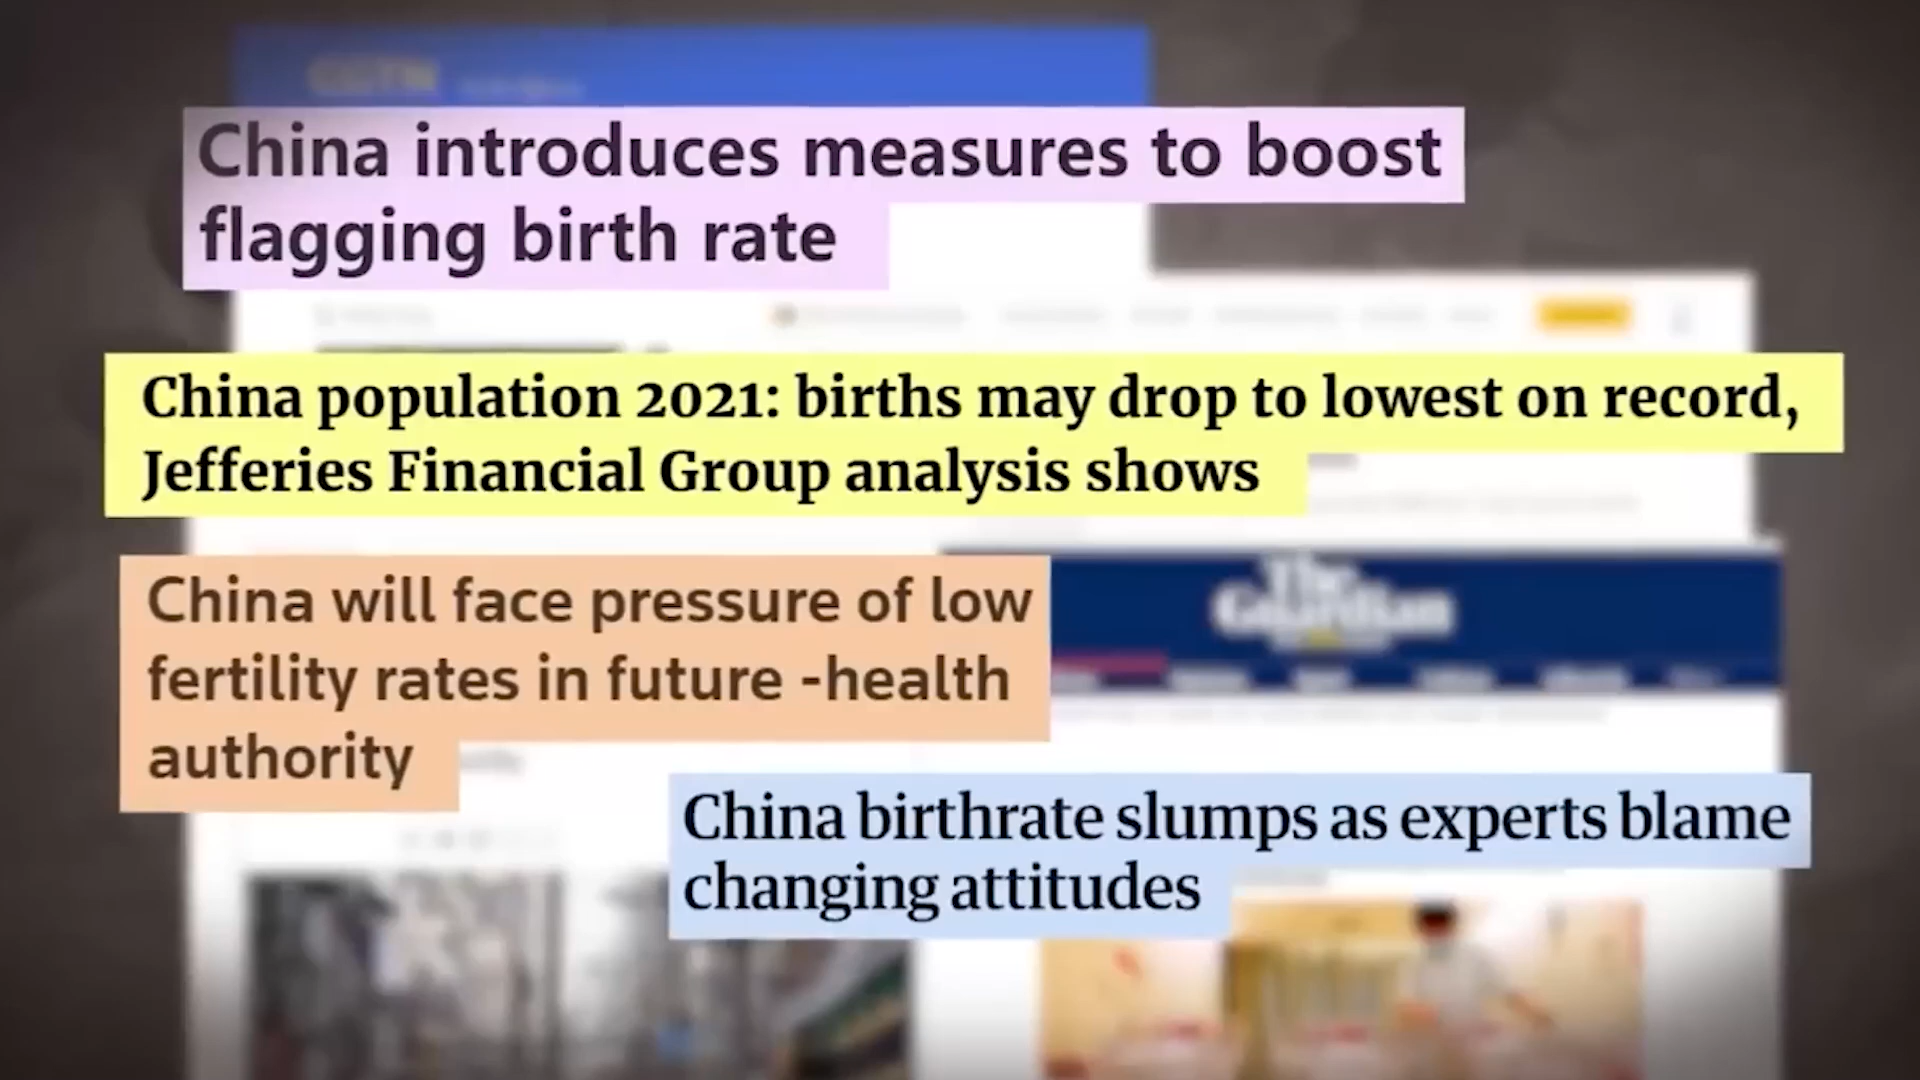 China introduces measures to boost
flagging birth rate
China population 2021: births may drop to lowest on record,
Jefferies Financial Group analysis shows
China will face pressure of low
fertility rates in future -health
authority
The
Guardian
China birthrate slumps as experts blame
changing attitudes